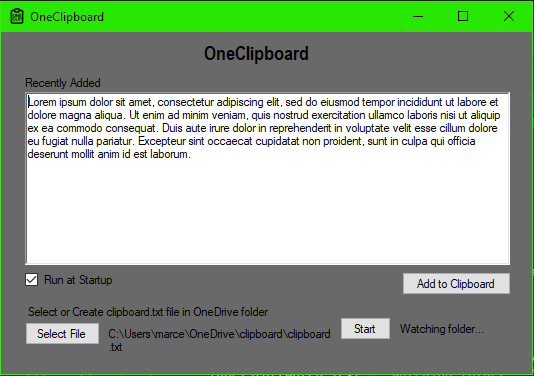 OneClipboard
OneClipboard
Recently Added
Lorem ipsum dolor sit amet, consectetur adipiscing elit, sed do eiusmod tempor incididunt ut labore et
dolore magna aliqua. Ut enim ad minim veniam, quis nostrud exercitation ullamco laboris nisi ut aliquip
ex ea commodo consequat. Duis aute irure dolor in reprehenderit in voluptate velit esse cillum dolore
eu fugiat nulla pariatur. Excepteur sint occaecat cupidatat non proident, sunt in culpa qui officia
deserunt mollit anim id est laborum.
Run at Startup
Add to Clipboard
Select or Create clipboard.txt file in OneDrive folder
Select File
C:\Users\marce\OneDrive\clipboard\clipboard
.txt
Start
Watching folder...